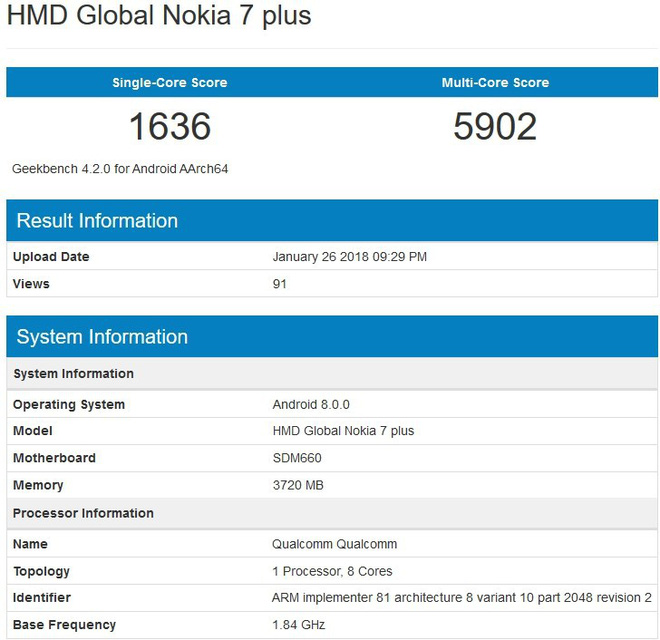 HMD Global Nokia 7 plus
Single-Core Score Multi-Core Score
1636 5902
Geekbench 4.2.0 for Android AArch64
Result Information
Upload Date January 26 2018 09:29 PM
Views 91
System Information
System Information
Operating System Android 8.0.0
Model HMD Global Nokia 7 plus
Motherboard SDM660
Memory 3720 MB
Processor Information
Name Qualcomm Qualcomm
Topology 1 Processor, 8 Cores
Identifier ARM implementer 81 architecture 8 variant 10 part 2048 revision 2
Base Frequency 1.84 GHz